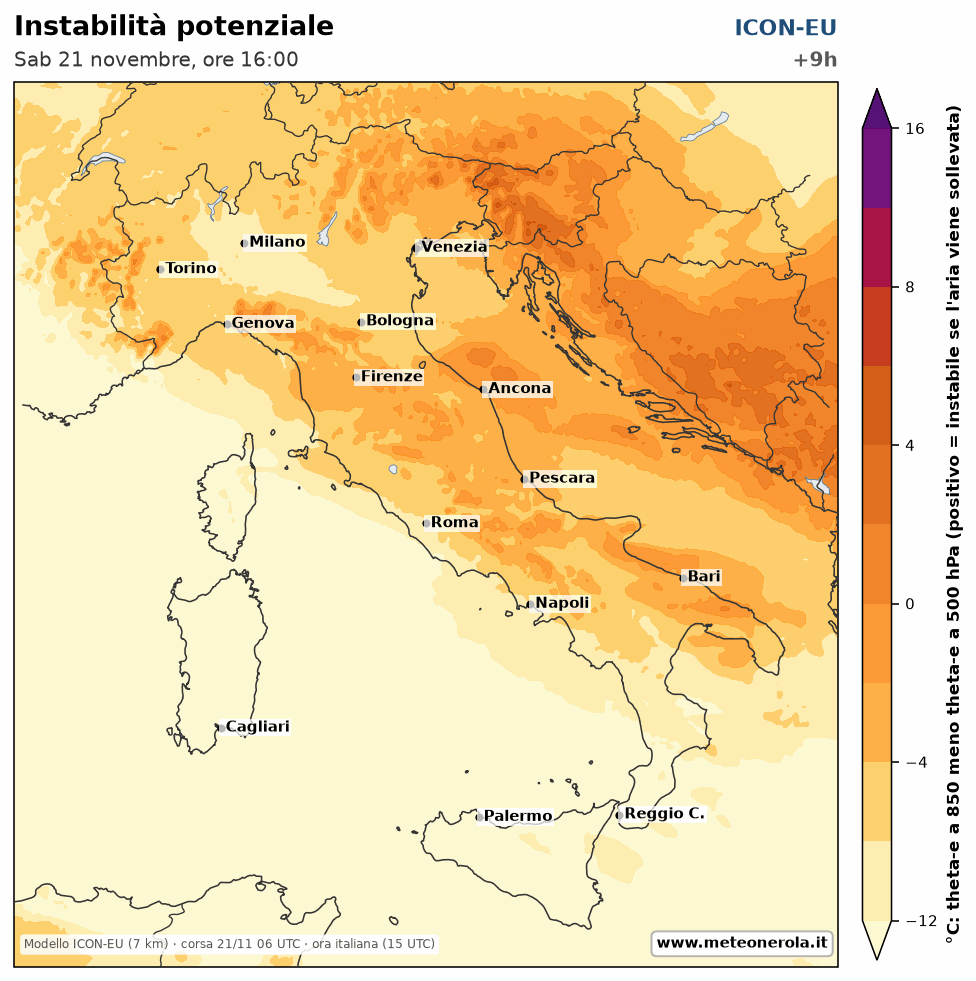 Instabilità potenziale
ICON-EU
Sab 21 novembre, ore 16:00
+9h
Milano
Venezia
Torino
Genova
Bologna
Firenze
Ancona
Pescara
Roma
Bari
Napoli
Cagliari
Palermo
Reggio C.
16
8
4
0
−4
−12
°C: theta-e a 850 meno theta-e a 500 hPa (positivo = instabile se l'aria viene sollevata)
Modello ICON-EU (7 km) · corsa 21/11 06 UTC · ora italiana (15 UTC)
www.meteonerola.it